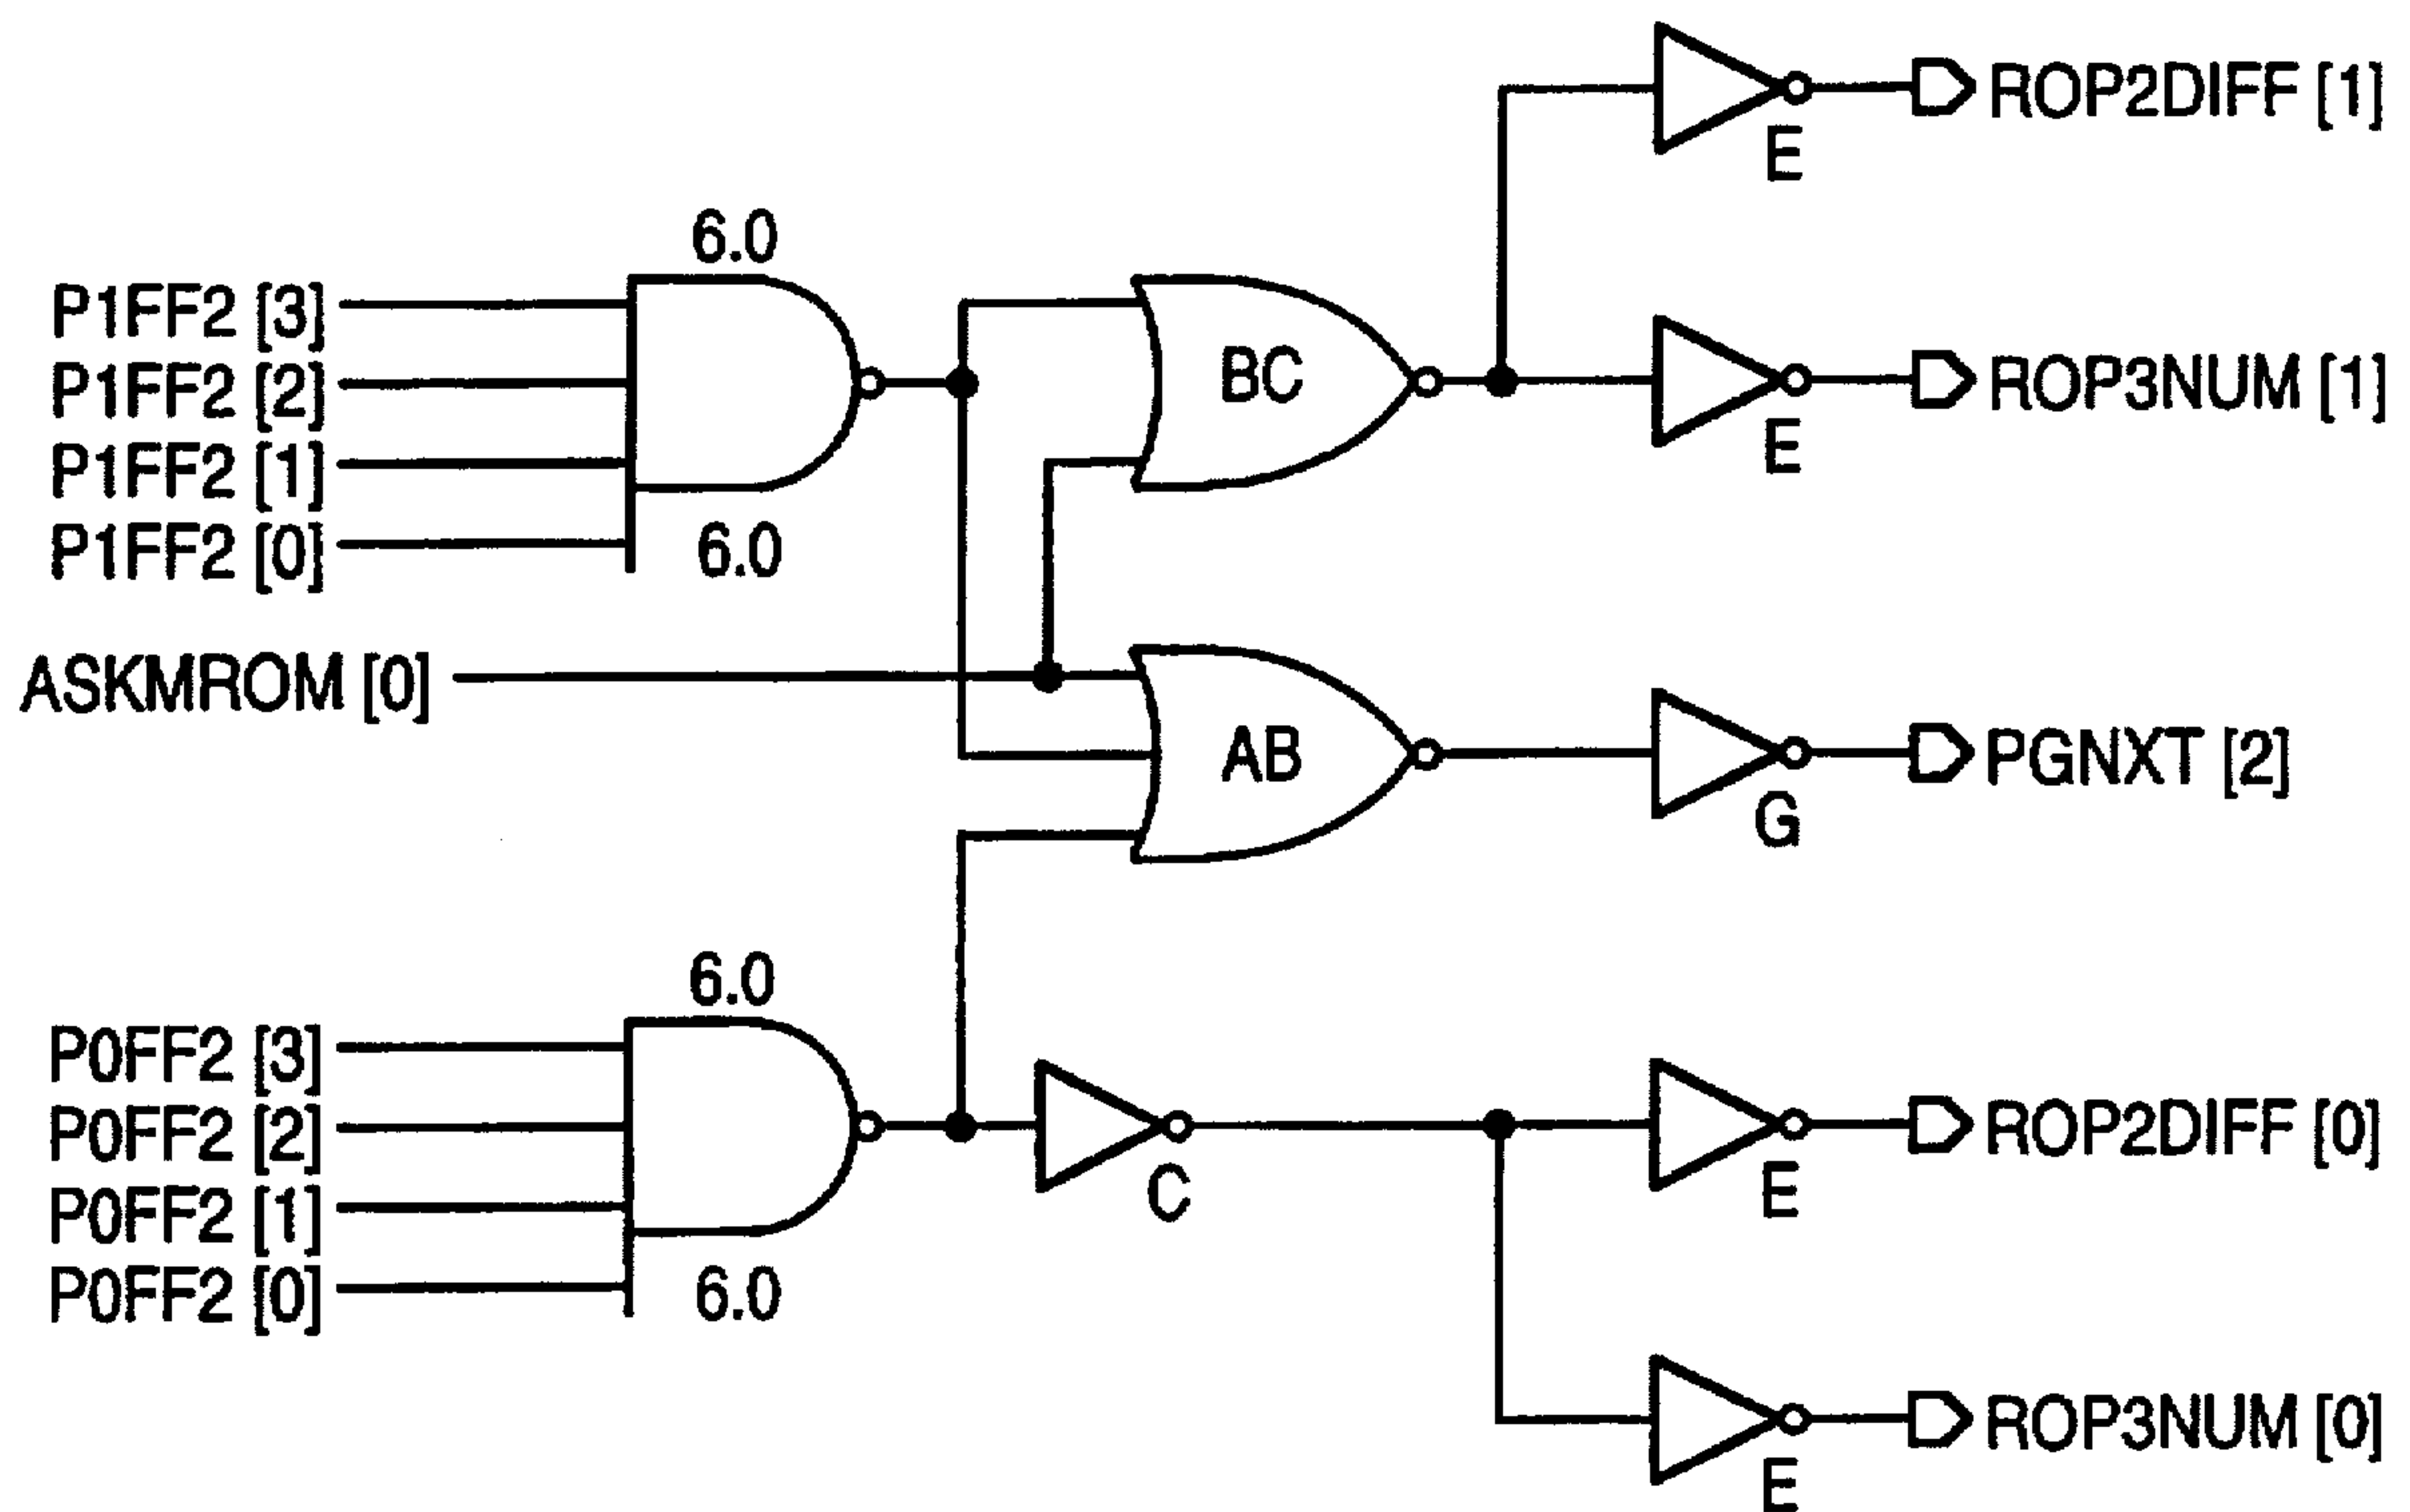 ROP2DIFF [1]
E
6.0
P1FF2 [3]
P1FF2 [2]
P1FF2 [1]
P1FF2 [0]
6.0
BC
ROP3NUM [1]
E
ASKMROM [0]
AB
PGNXT [2]
G
6.0
P0FF2 [3]
P0FF2 [2]
P0FF2 [1]
P0FF2 [0]
6.0
C
ROP2DIFF [0]
E
ROP3NUM [0]
E